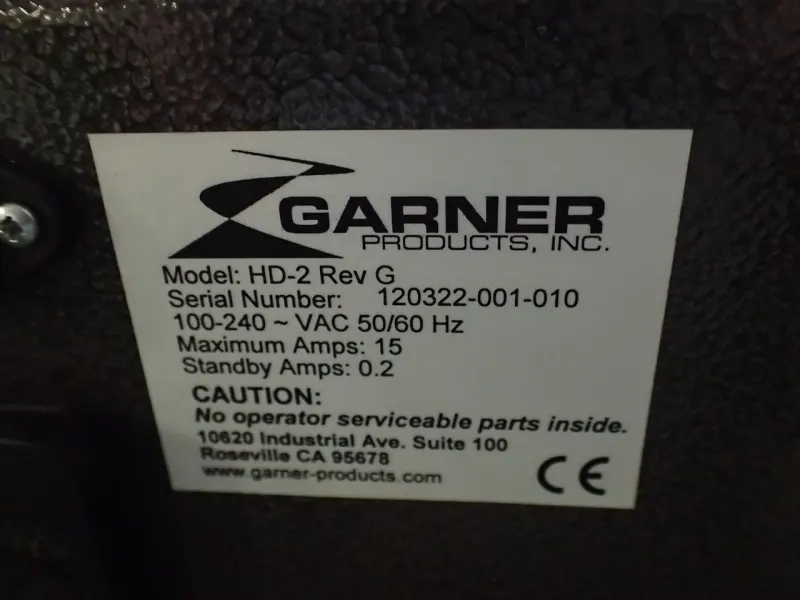 GARNER
PRODUCTS, INC.
Model: HD-2 Rev G
Serial Number: 120322-001-010
100-240 ~ VAC 50/60 Hz
Maximum Amps: 15
Standby Amps: 0.2
CAUTION:
No operator serviceable parts inside.
10620 Industrial Ave. Suite 100
Roseville CA 95678
www.garner-products.com
CE